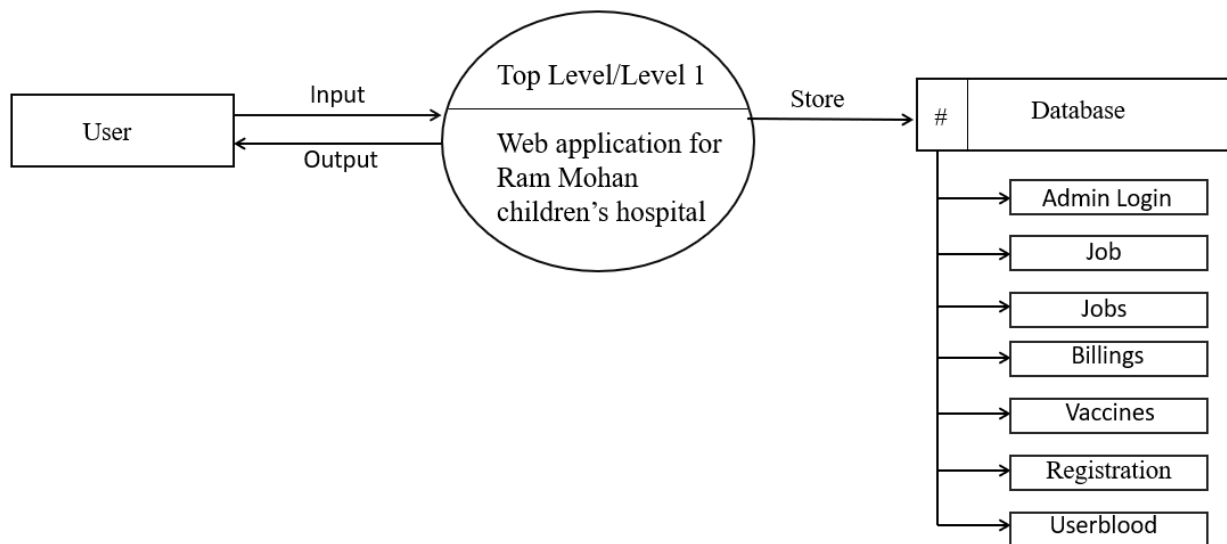 User
Input
Output
Top Level/Level 1
Web application for
Ram Mohan
children’s hospital
Store
#
Database
Admin Login
Job
Jobs
Billings
Vaccines
Registration
Userblood